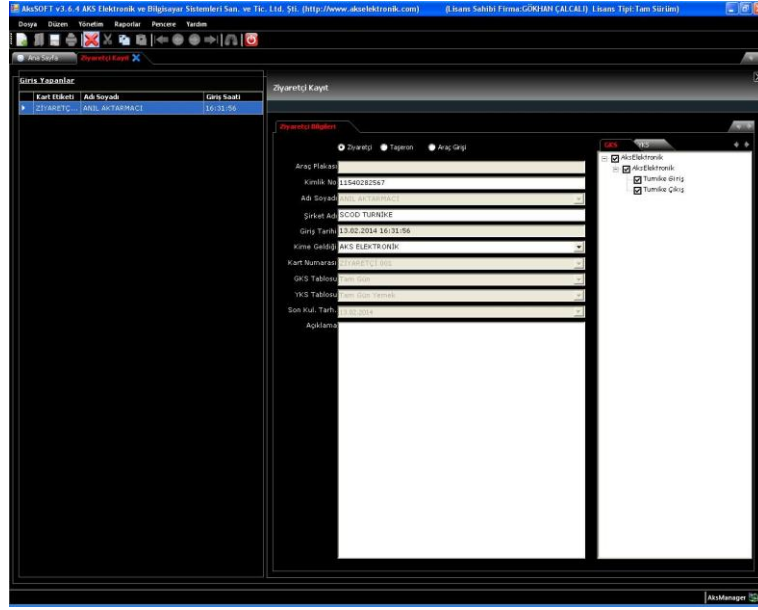 AksSOFT v3.6.4 AKS Elektronik ve Bilgisayar Sistemleri San. ve Tic. Ltd. Şti. (http://www.akselektronik.com) (Lisans Sahibi Firma:GÖKHAN ÇALCALI) Lisans Tipi:Tam Sürüm)
Dosya Düzen Yönetim Raporlar Pencere Yardım
Ana Sayfa Ziyaretçi Kayıt
Giriş Yapanlar
Kart Etiketi Adı Soyadı Giriş Saati
ZİYARETÇ... ANIL AKTARMACI 16:31:56
Ziyaretçi Kayıt
Ziyaretçi Bilgileri
Ziyaretçi Taşeron Araç Girişi
Araç Plakası
Kimlik No 11540282567
Adı Soyadı ANIL AKTARMACI
Şirket Adı SCOD TURNİKE
Giriş Tarihi 13.02.2014 16:31:56
Kime Geldiği AKS ELEKTRONİK
Kart Numarası ZİYARETÇİ 001
GKS Tablosu Tam Gün
YKS Tablosu Tam Gün Yemek
Son Kul. Tarh. 13.02.2014
Açıklama
GKS YKS
AksElektronik
AksElektronik
Turnike Giriş
Turnike Çıkış
AksManager